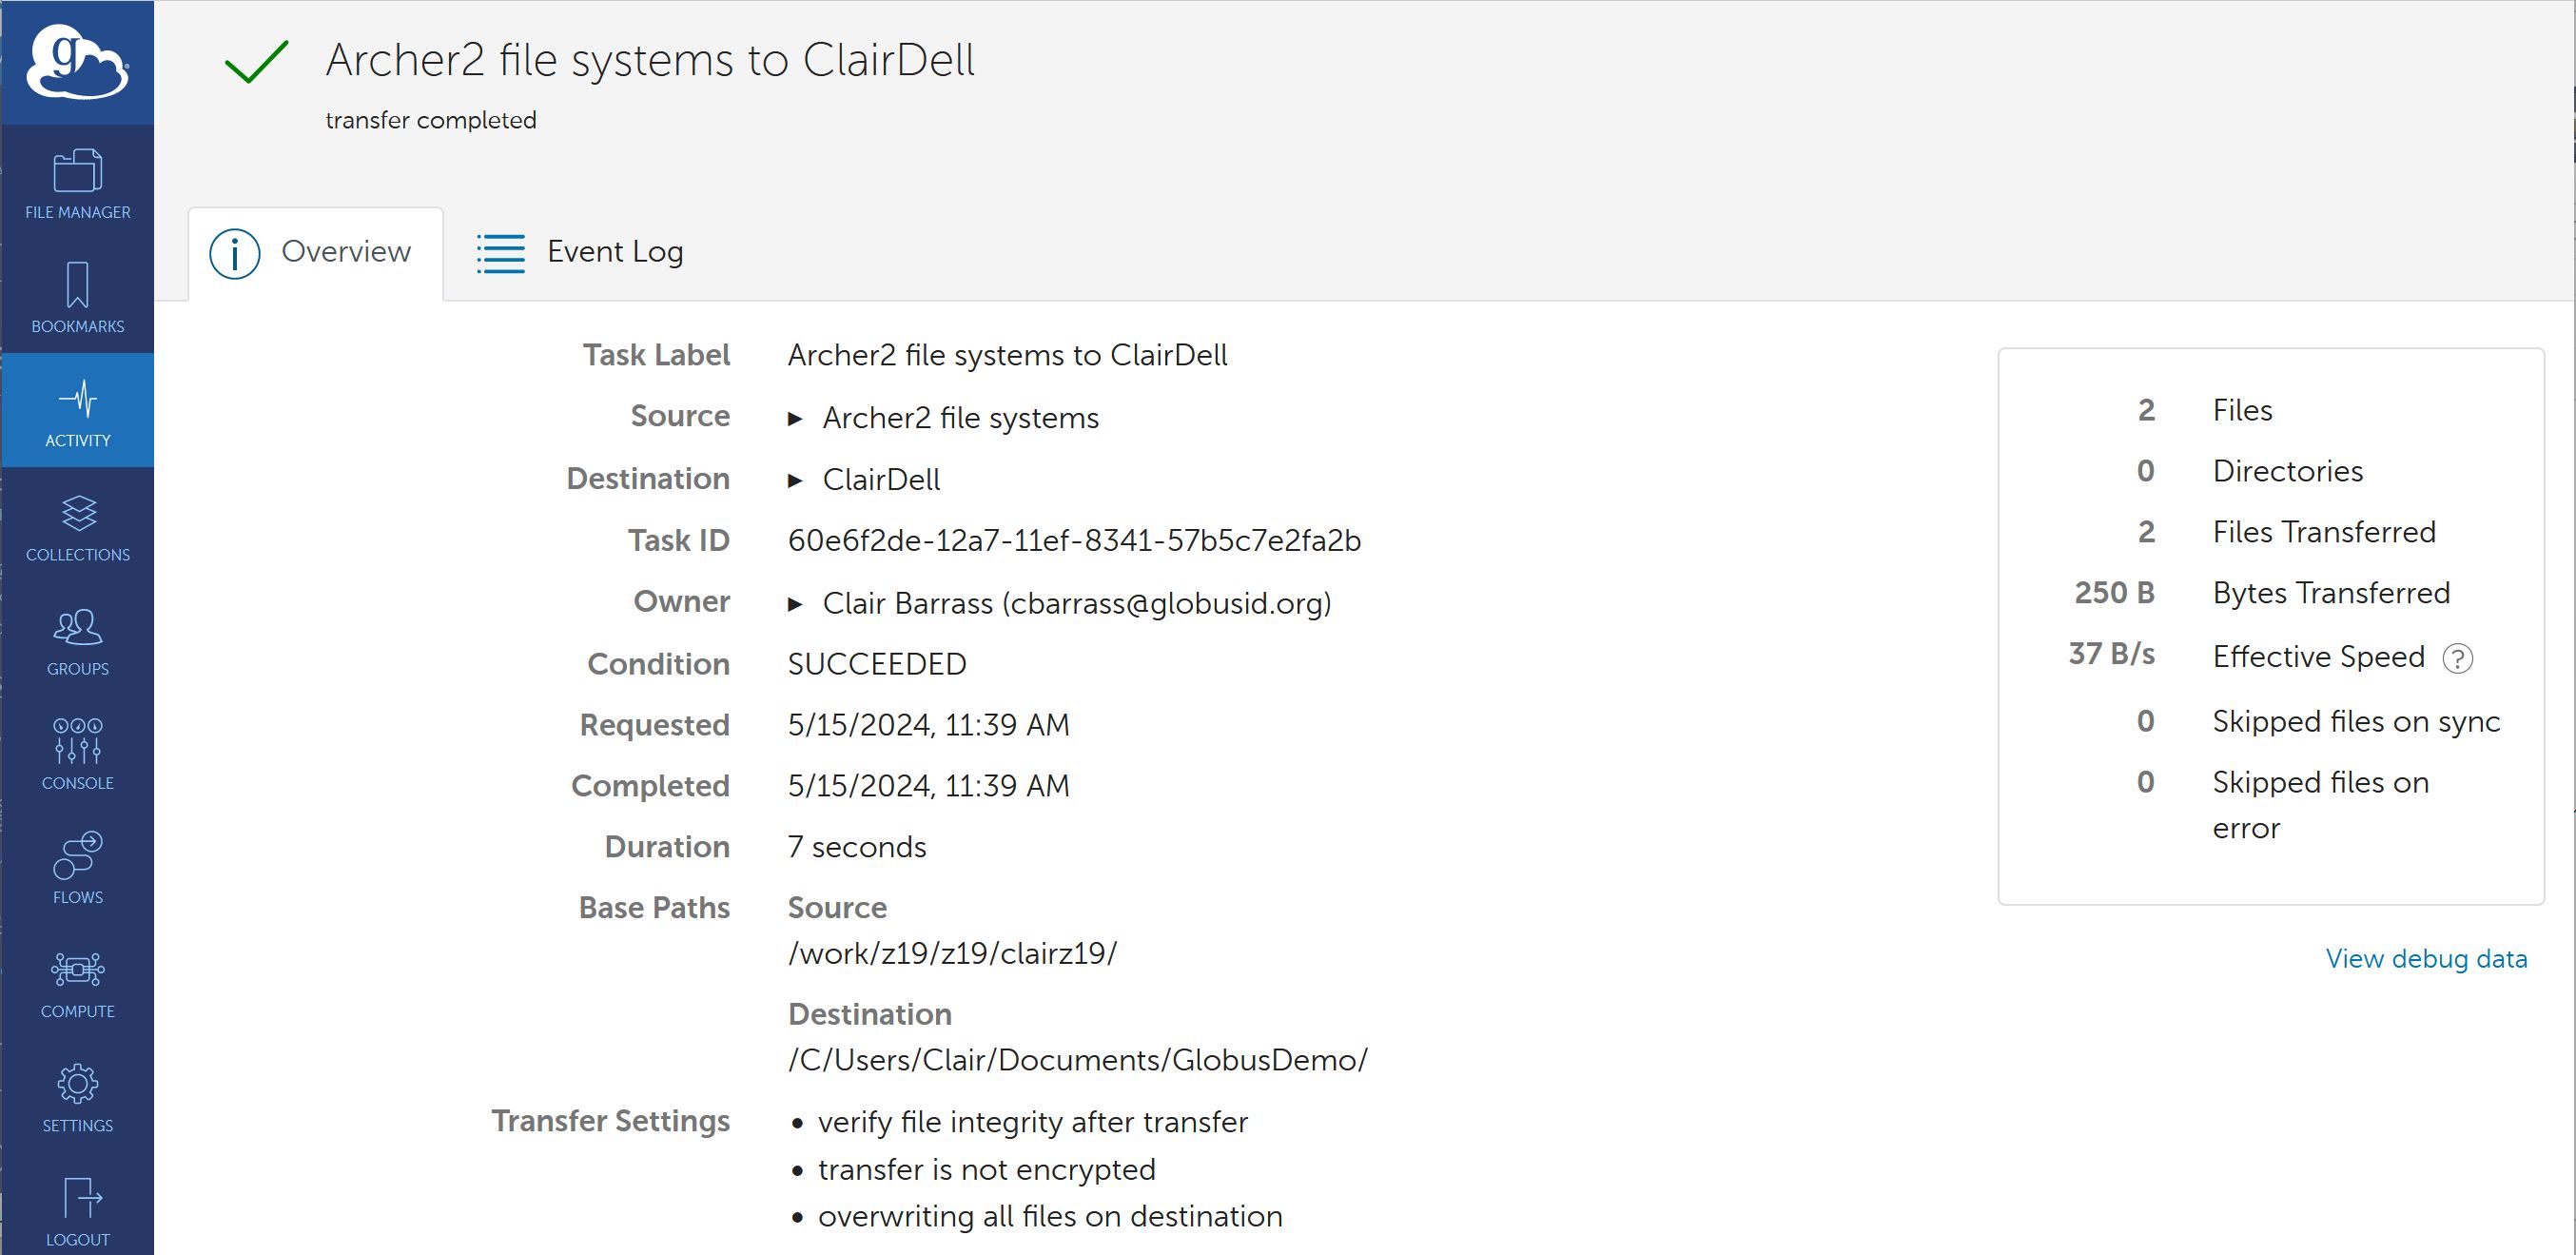 g
Archer2 file systems to ClairDell
transfer completed
FILE MANAGER
BOOKMARKS
ACTIVITY
COLLECTIONS
GROUPS
CONSOLE
FLOWS
COMPUTE
SETTINGS
LOGOUT
Overview
Event Log
Task Label Archer2 file systems to ClairDell
Source ▸ Archer2 file systems
Destination ▸ ClairDell
Task ID 60e6f2de-12a7-11ef-8341-57b5c7e2fa2b
Owner ▸ Clair Barrass (cbarrass@globusid.org)
Condition SUCCEEDED
Requested 5/15/2024, 11:39 AM
Completed 5/15/2024, 11:39 AM
Duration 7 seconds
Base Paths Source
/work/z19/z19/clairz19/
Destination
/C/Users/Clair/Documents/GlobusDemo/
Transfer Settings • verify file integrity after transfer
• transfer is not encrypted
• overwriting all files on destination
2 Files
0 Directories
2 Files Transferred
250 B Bytes Transferred
37 B/s Effective Speed ?
0 Skipped files on sync
0 Skipped files on
error
View debug data